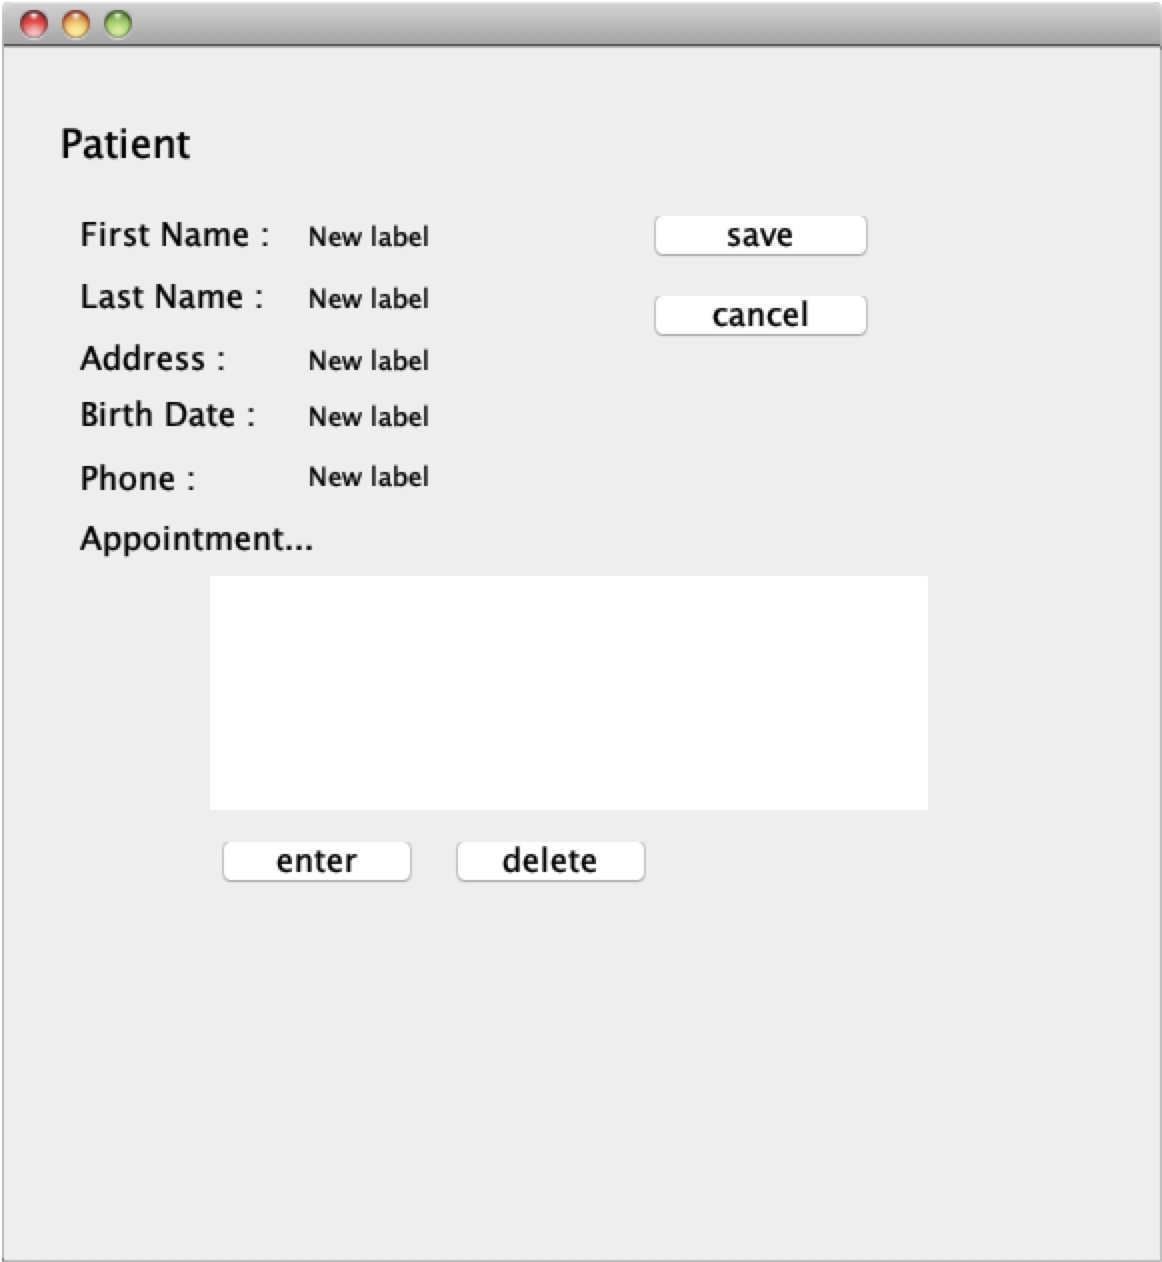 Patient
First Name : New label save
Last Name : New label cancel
Address : New label
Birth Date : New label
Phone : New label
Appointment...
enter delete